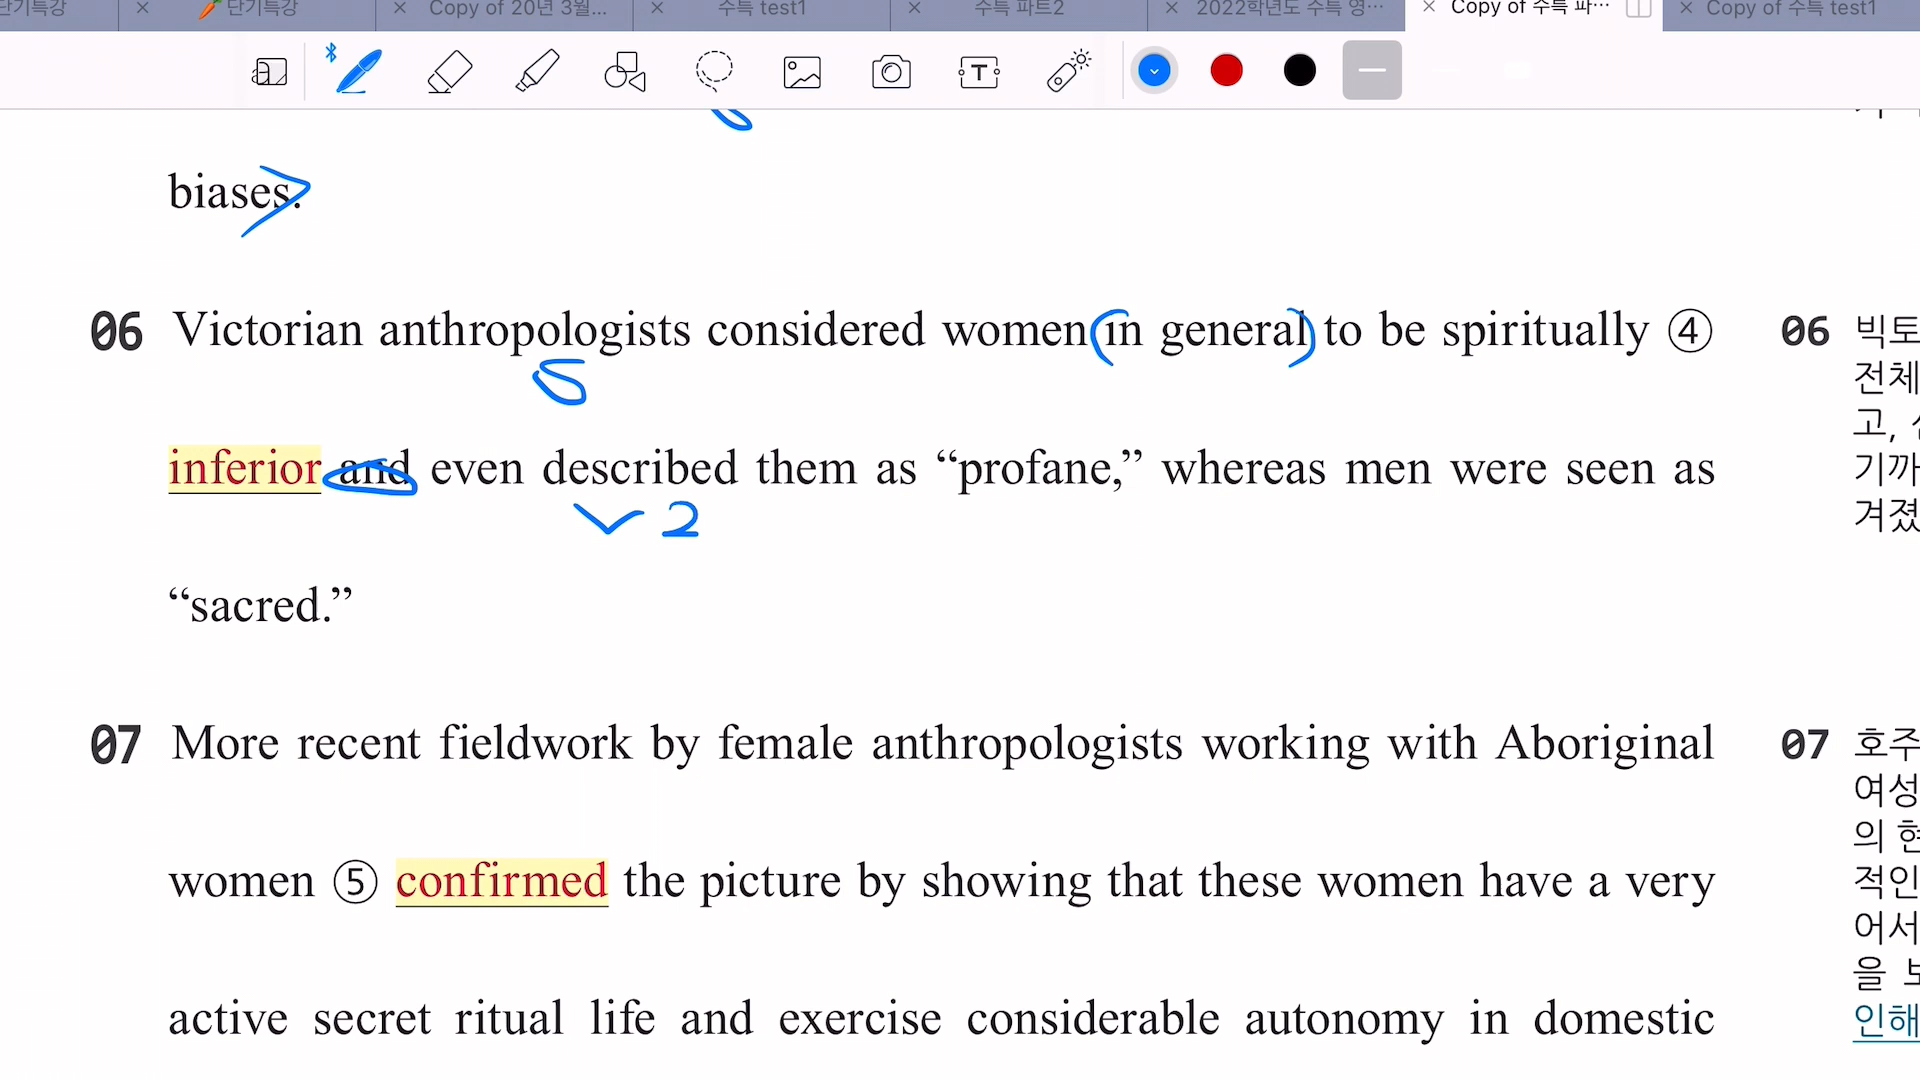 단기특강
🥕단기특강
Copy of 20년 3월...
수특 test1
수특 파트2
2022학년도 수특 영...
Copy of 수특 파...
Copy of 수특 test1
biases.
06 Victorian anthropologists considered women in general to be spiritually ④
S
inferior and even described them as “profane,” whereas men were seen as
V2
“sacred.”
07 More recent fieldwork by female anthropologists working with Aboriginal
women ⑤ confirmed the picture by showing that these women have a very
active secret ritual life and exercise considerable autonomy in domestic
06 빅토
전체
고,
기까
겨졌
07 호주
여성
의 현
적인
어서
을
인해